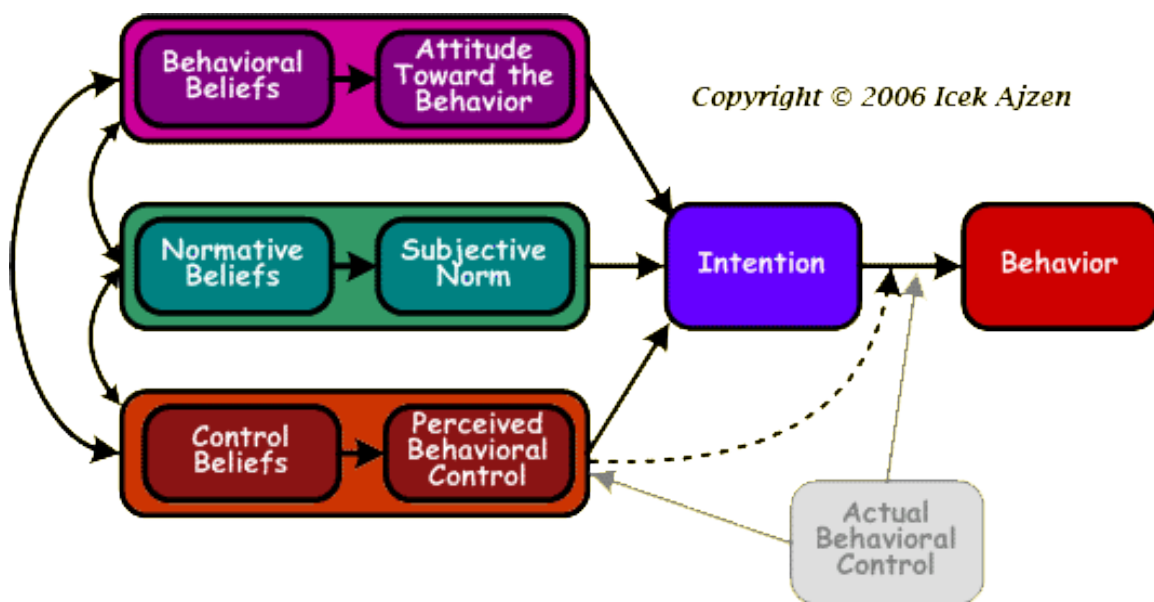 Behavioral
Beliefs
Attitude
Toward the
Behavior
Copyright © 2006 Icek Ajzen
Normative
Beliefs
Subjective
Norm
Intention
Behavior
Control
Beliefs
Perceived
Behavioral
Control
Actual
Behavioral
Control